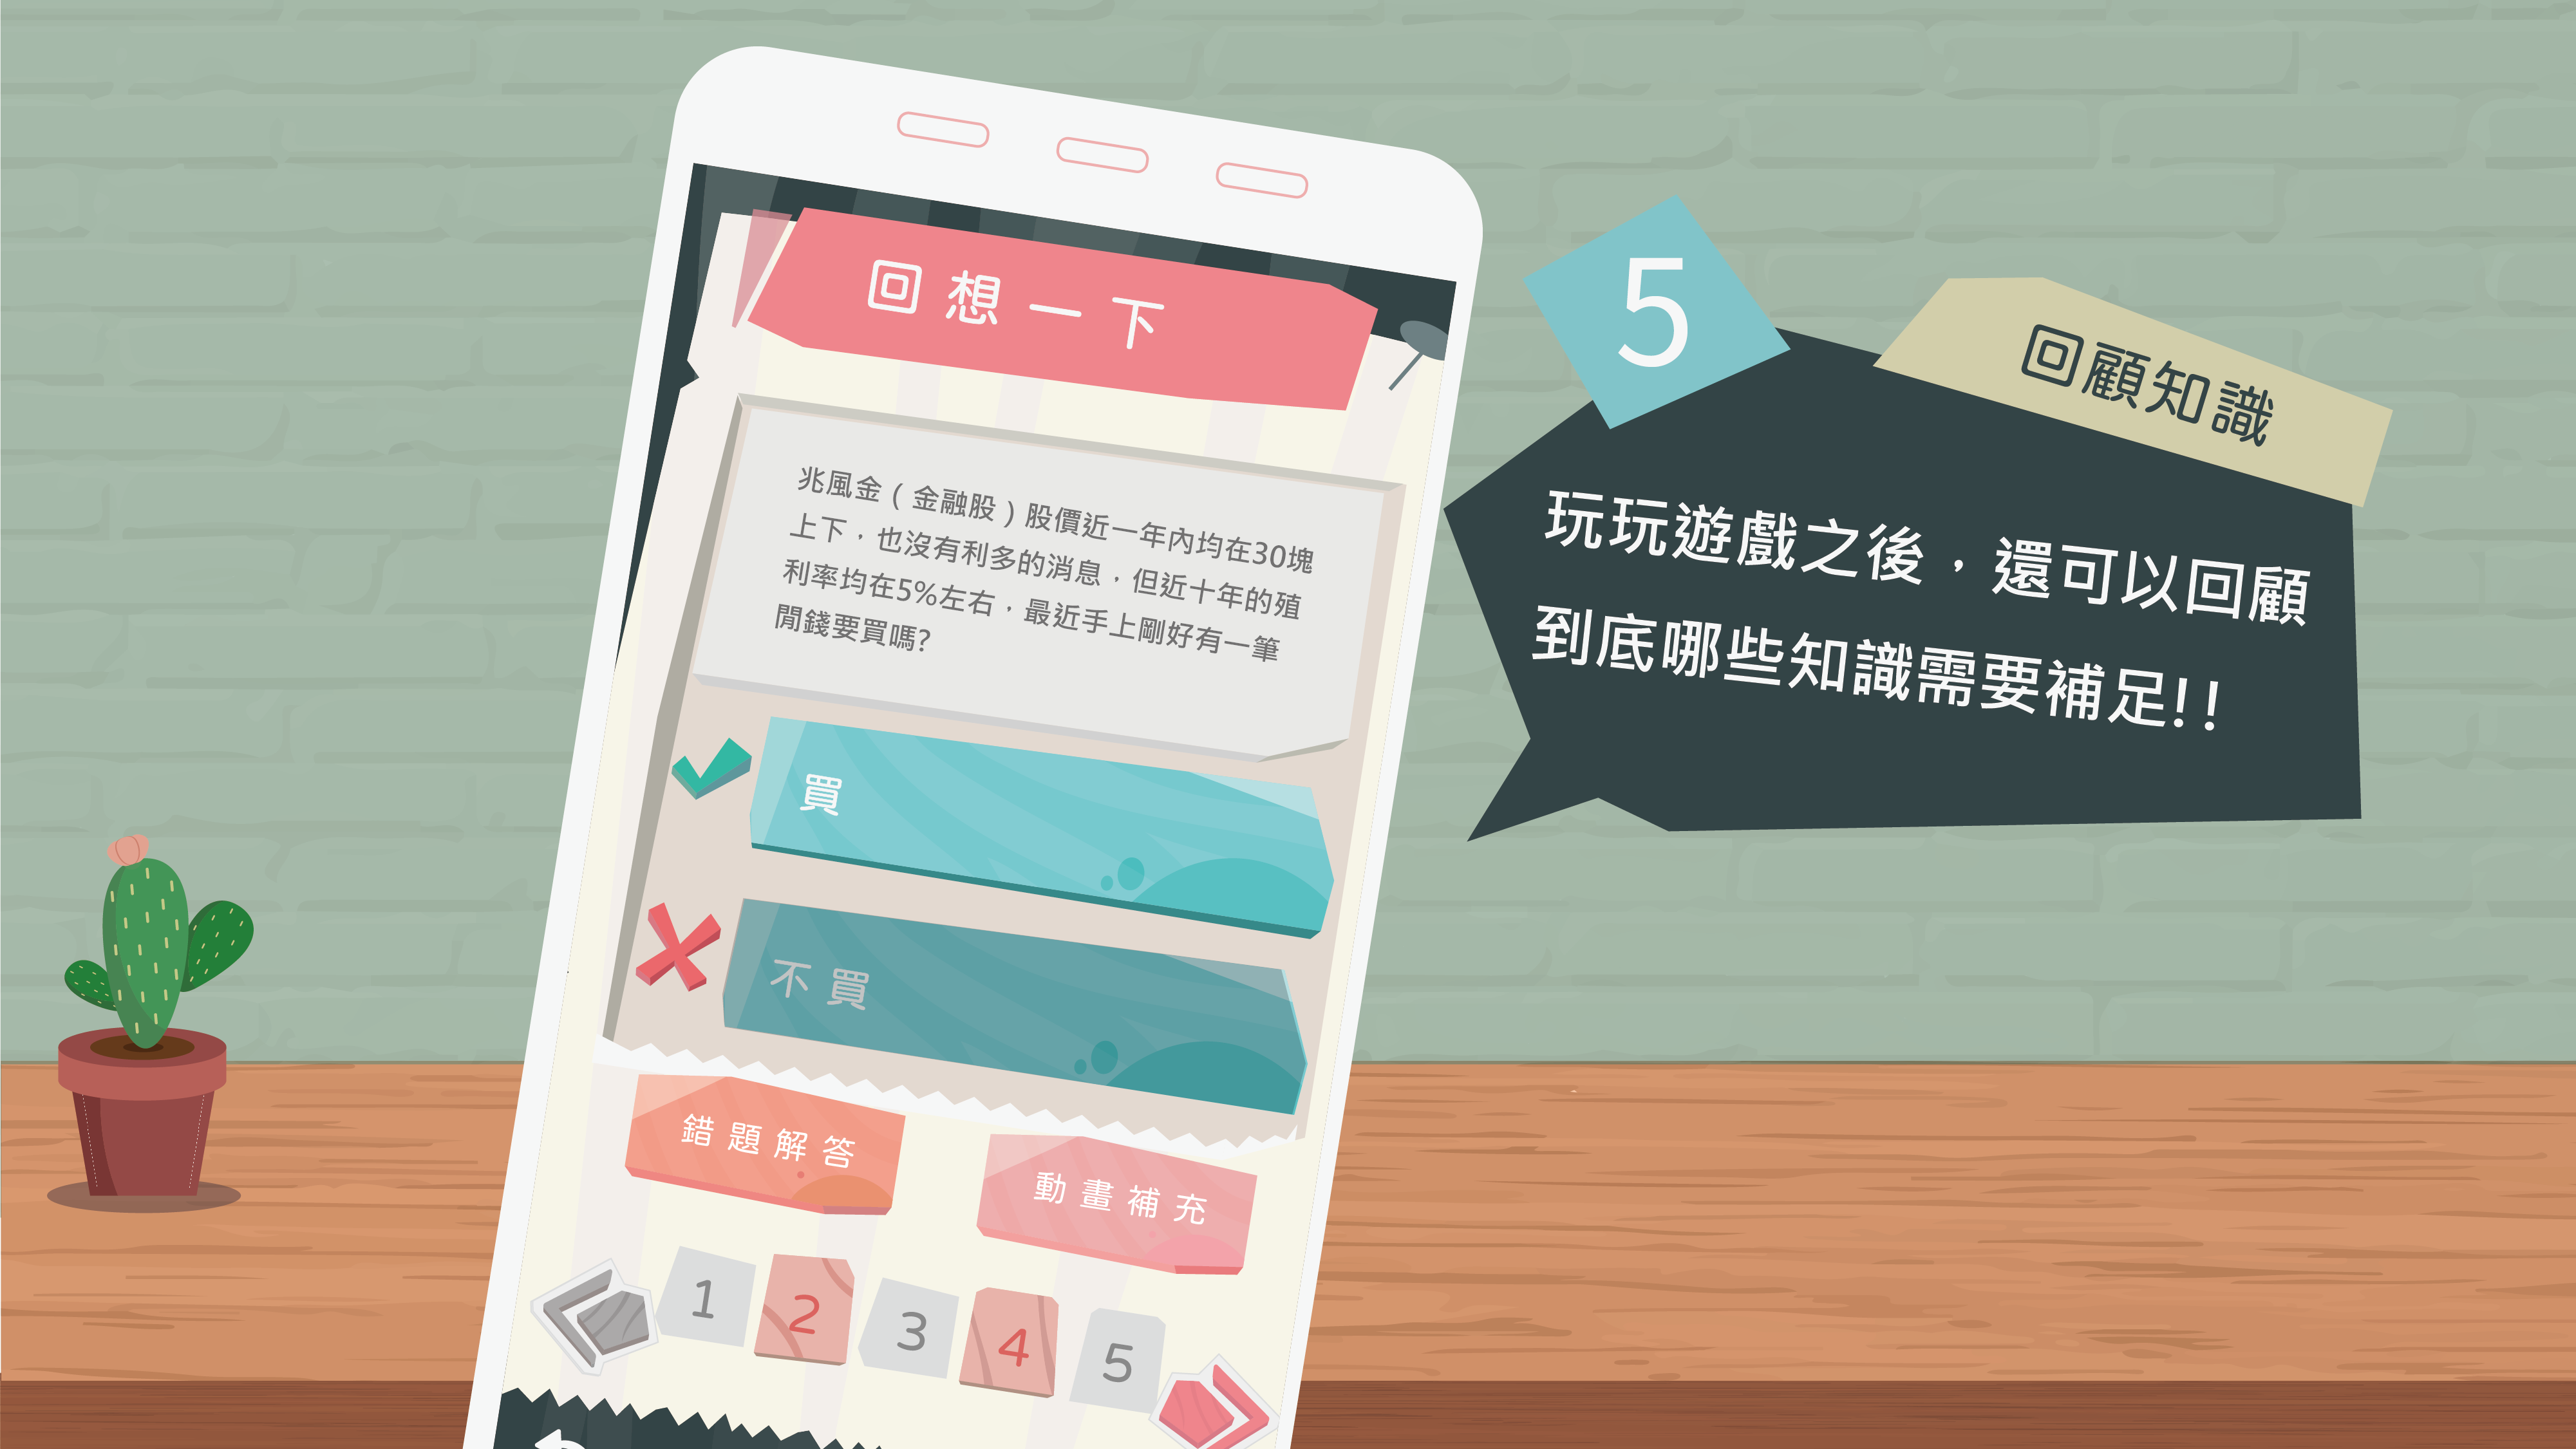 回想一下
兆風金(金融股)股價近一年內均在30塊
上下，也沒有利多的消息，但近十年的殖
利率均在5%左右，最近手上剛好有一筆
閒錢要買嗎?
買
不買
錯題解答
動畫補充
1 2 3 4 5
5
回顧知識
玩玩遊戲之後，還可以回顧
到底哪些知識需要補足!!